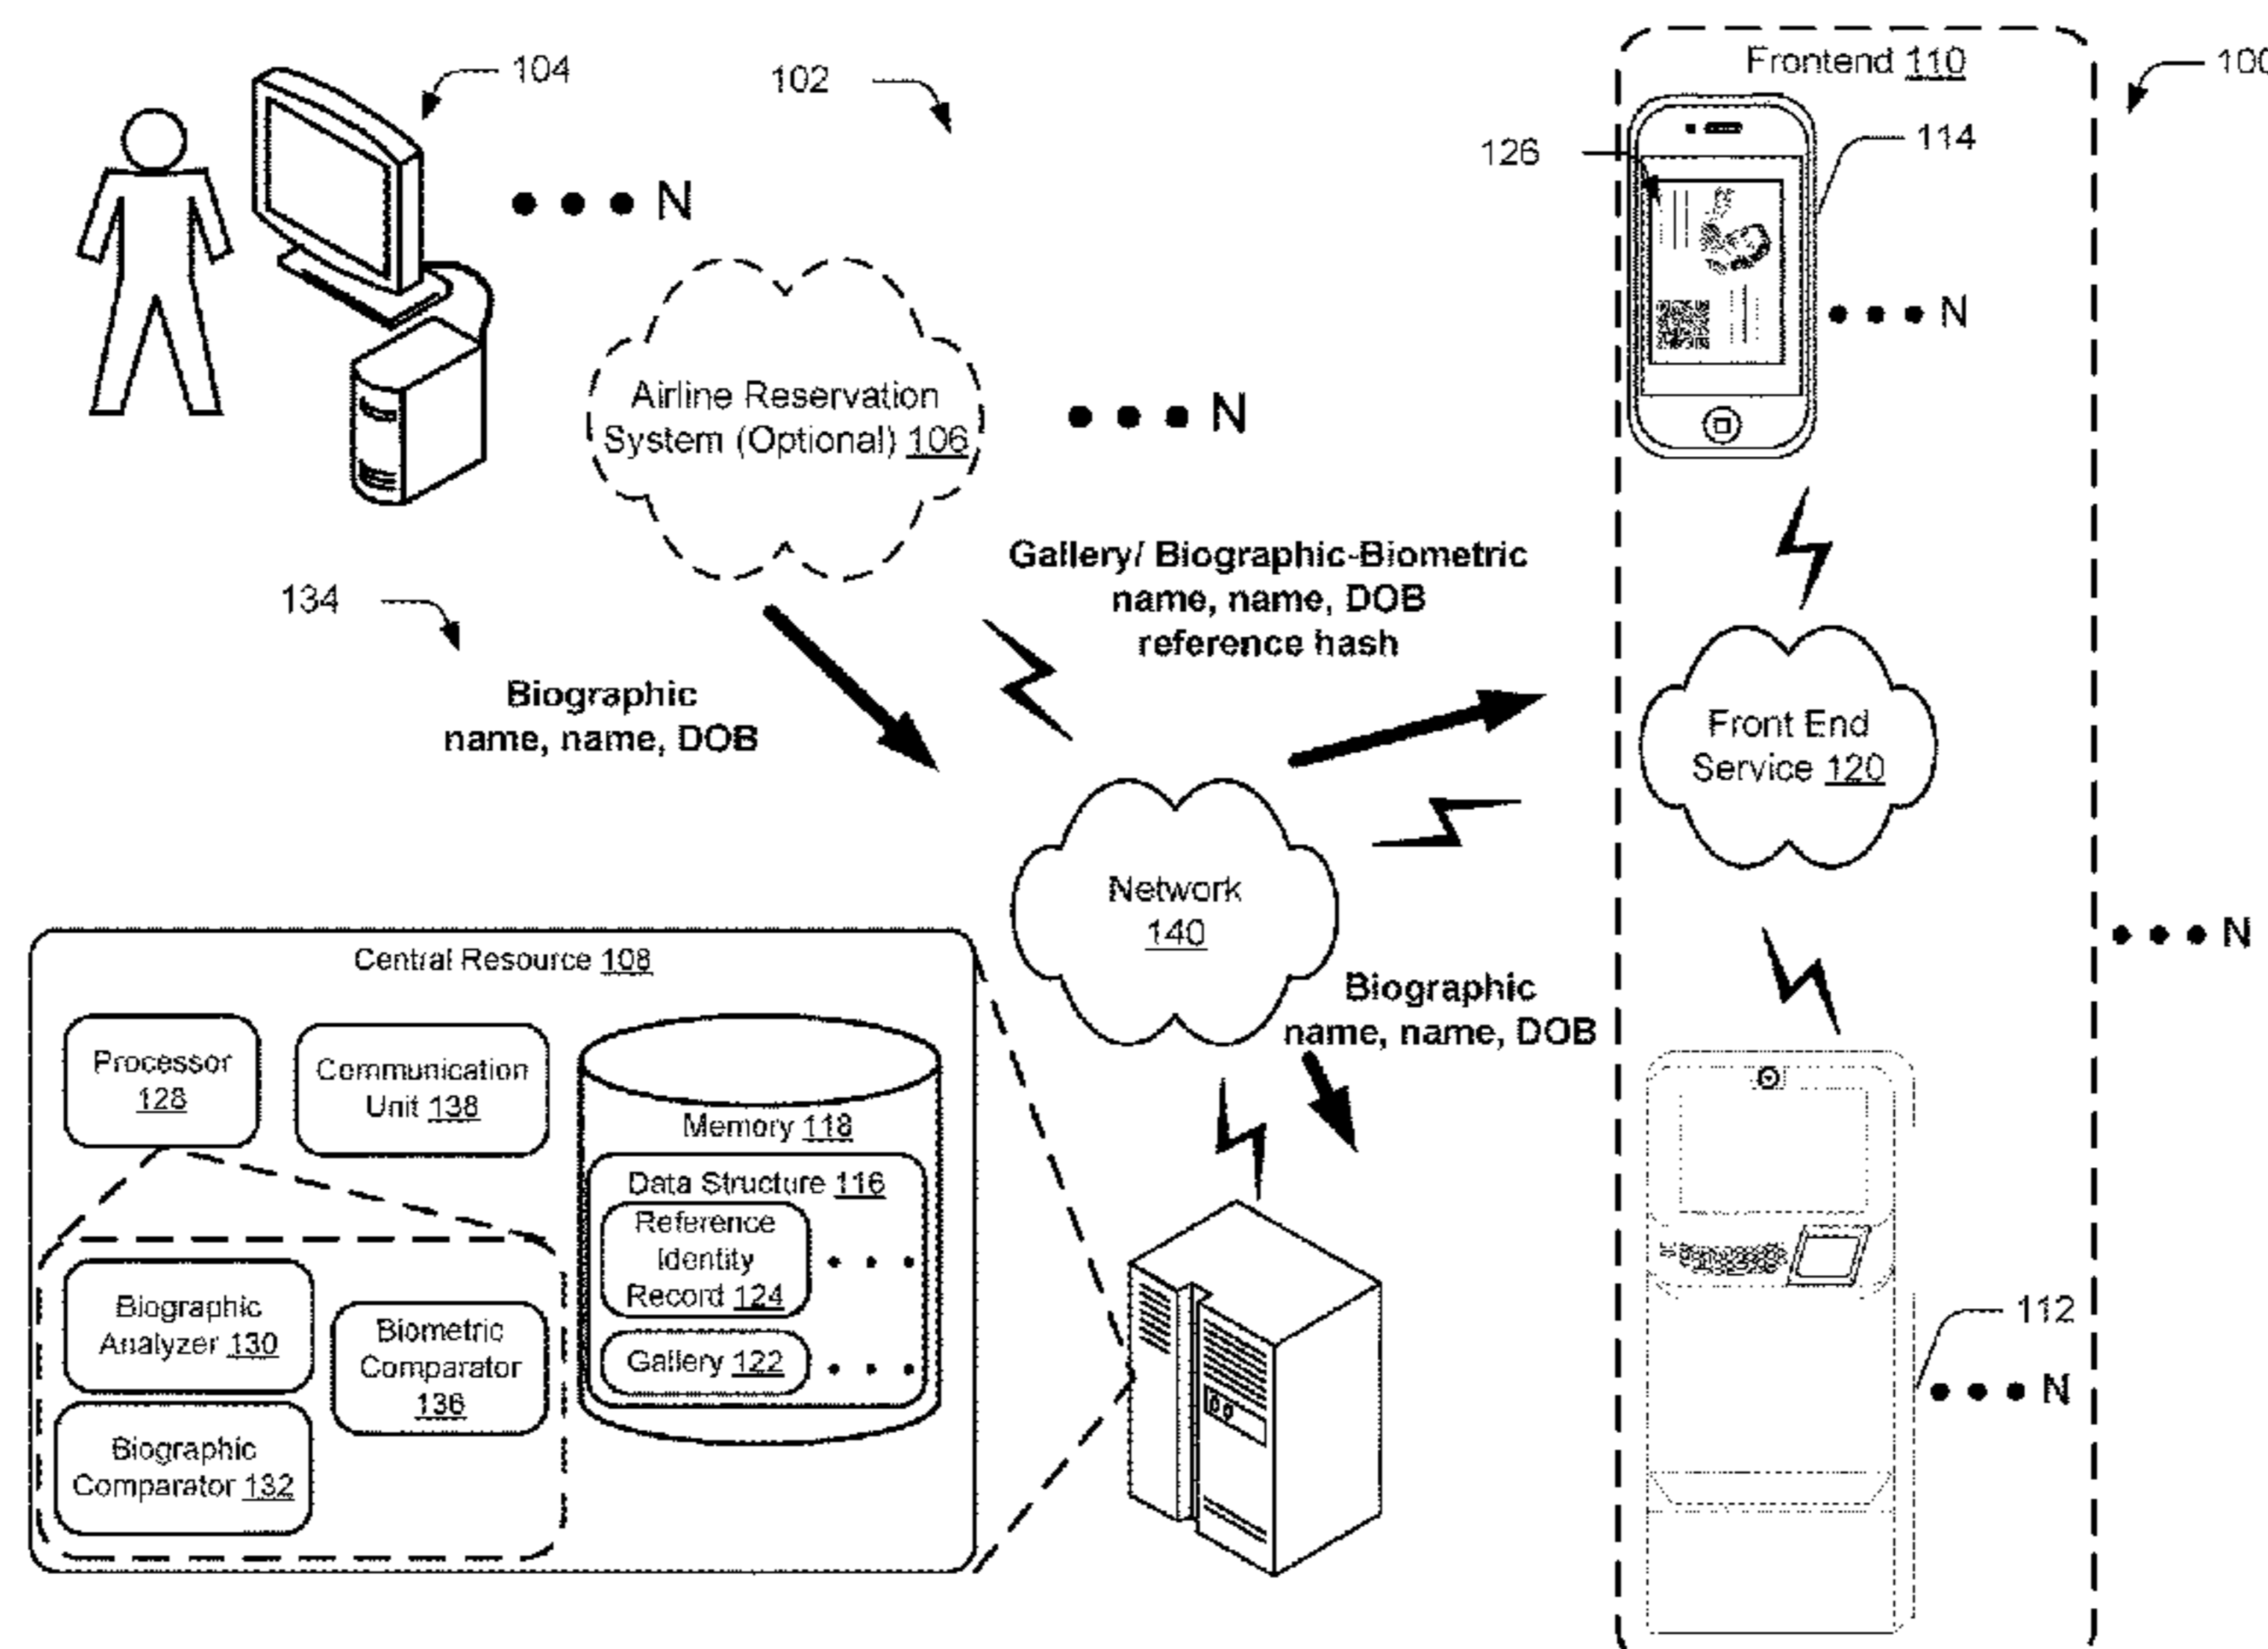 104
102
Frontend 110
100
126
114
● ● ● N
● ● ● N
Airline Reservation
System (Optional) 106
● ● ● N
134
Gallery/ Biographic-Biometric
name, name, DOB
reference hash
Biographic
name, name, DOB
Front End
Service 120
Network
140
● ● ● N
Biographic
name, name, DOB
Central Resource 108
Processor
128
Communication
Unit 138
Memory 118
Data Structure 116
Reference
Identity
Record 124
Gallery 122
Biographic
Analyzer 130
Biometric
Comparator
136
Biographic
Comparator 132
112
● ● ● N